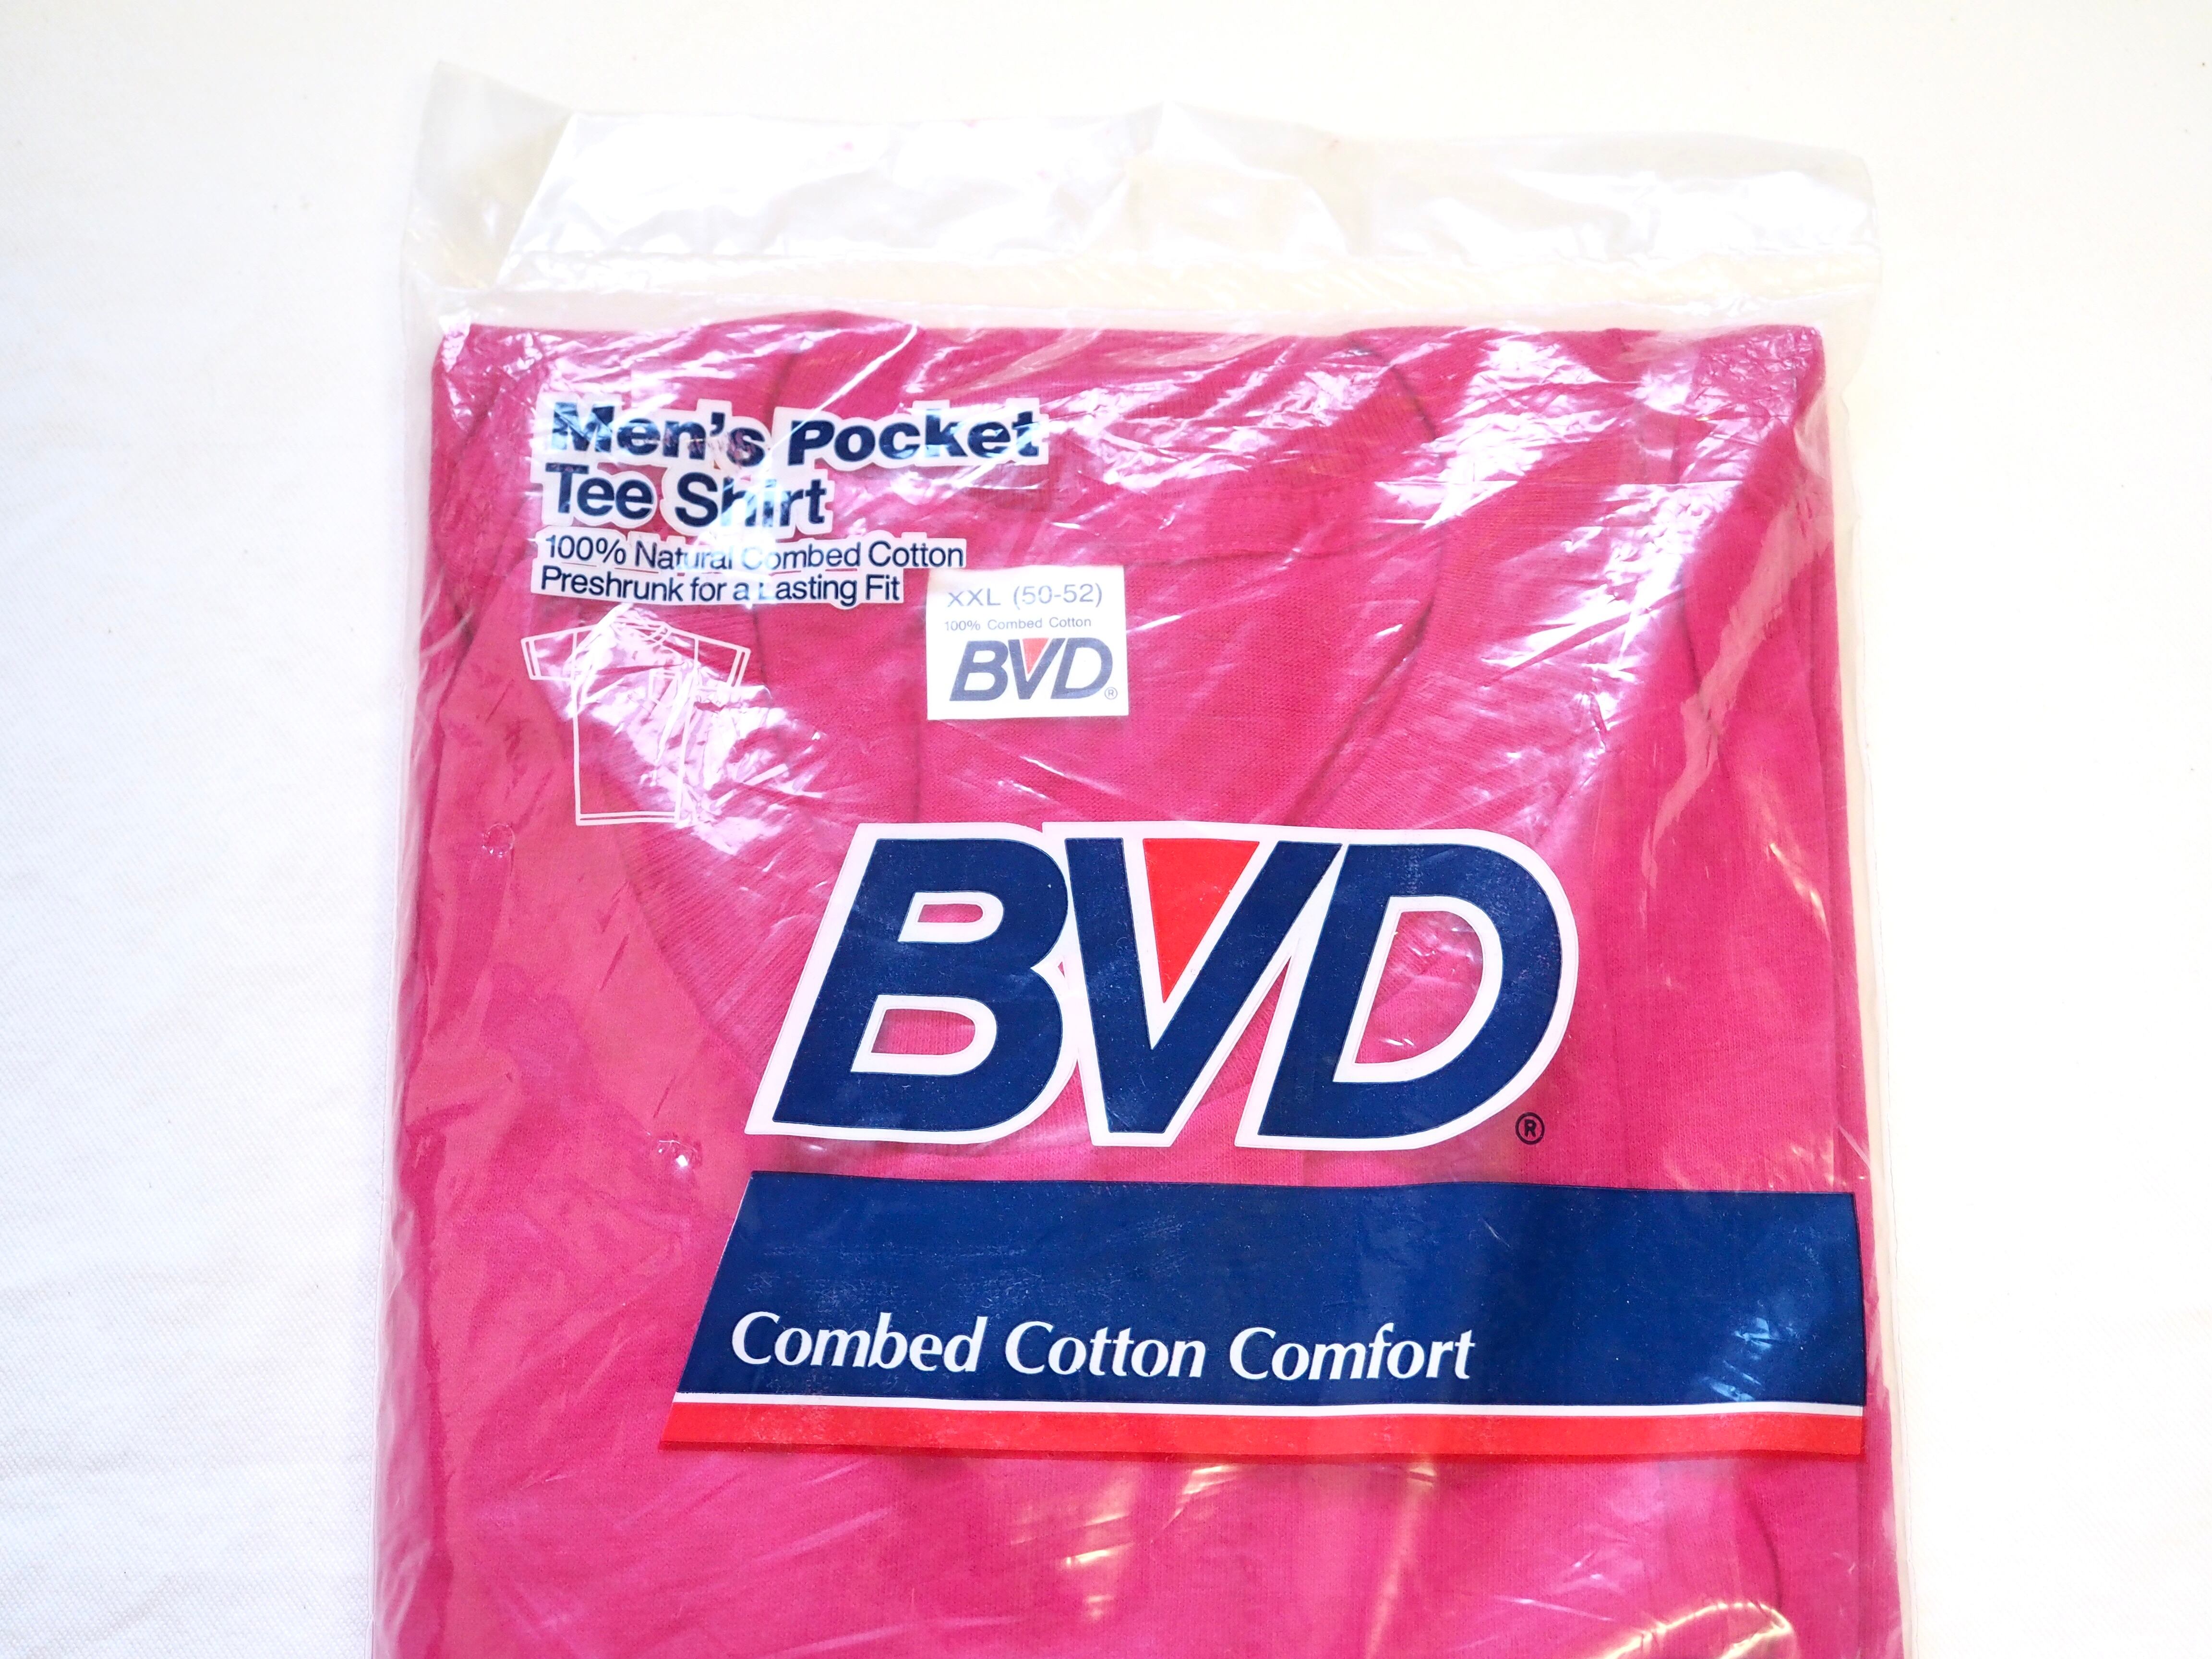 Men's Pocket
Tee Shirt
100% Natural Combed Cotton
Preshrunk for a Lasting Fit
XXL (50-52)
100% Combed Cotton
BVD®
BVD®
Combed Cotton Comfort